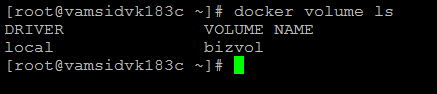 [root@vamsidvk183c ~]# docker volume ls
DRIVER              VOLUME NAME
local               bizvol
[root@vamsidvk183c ~]#